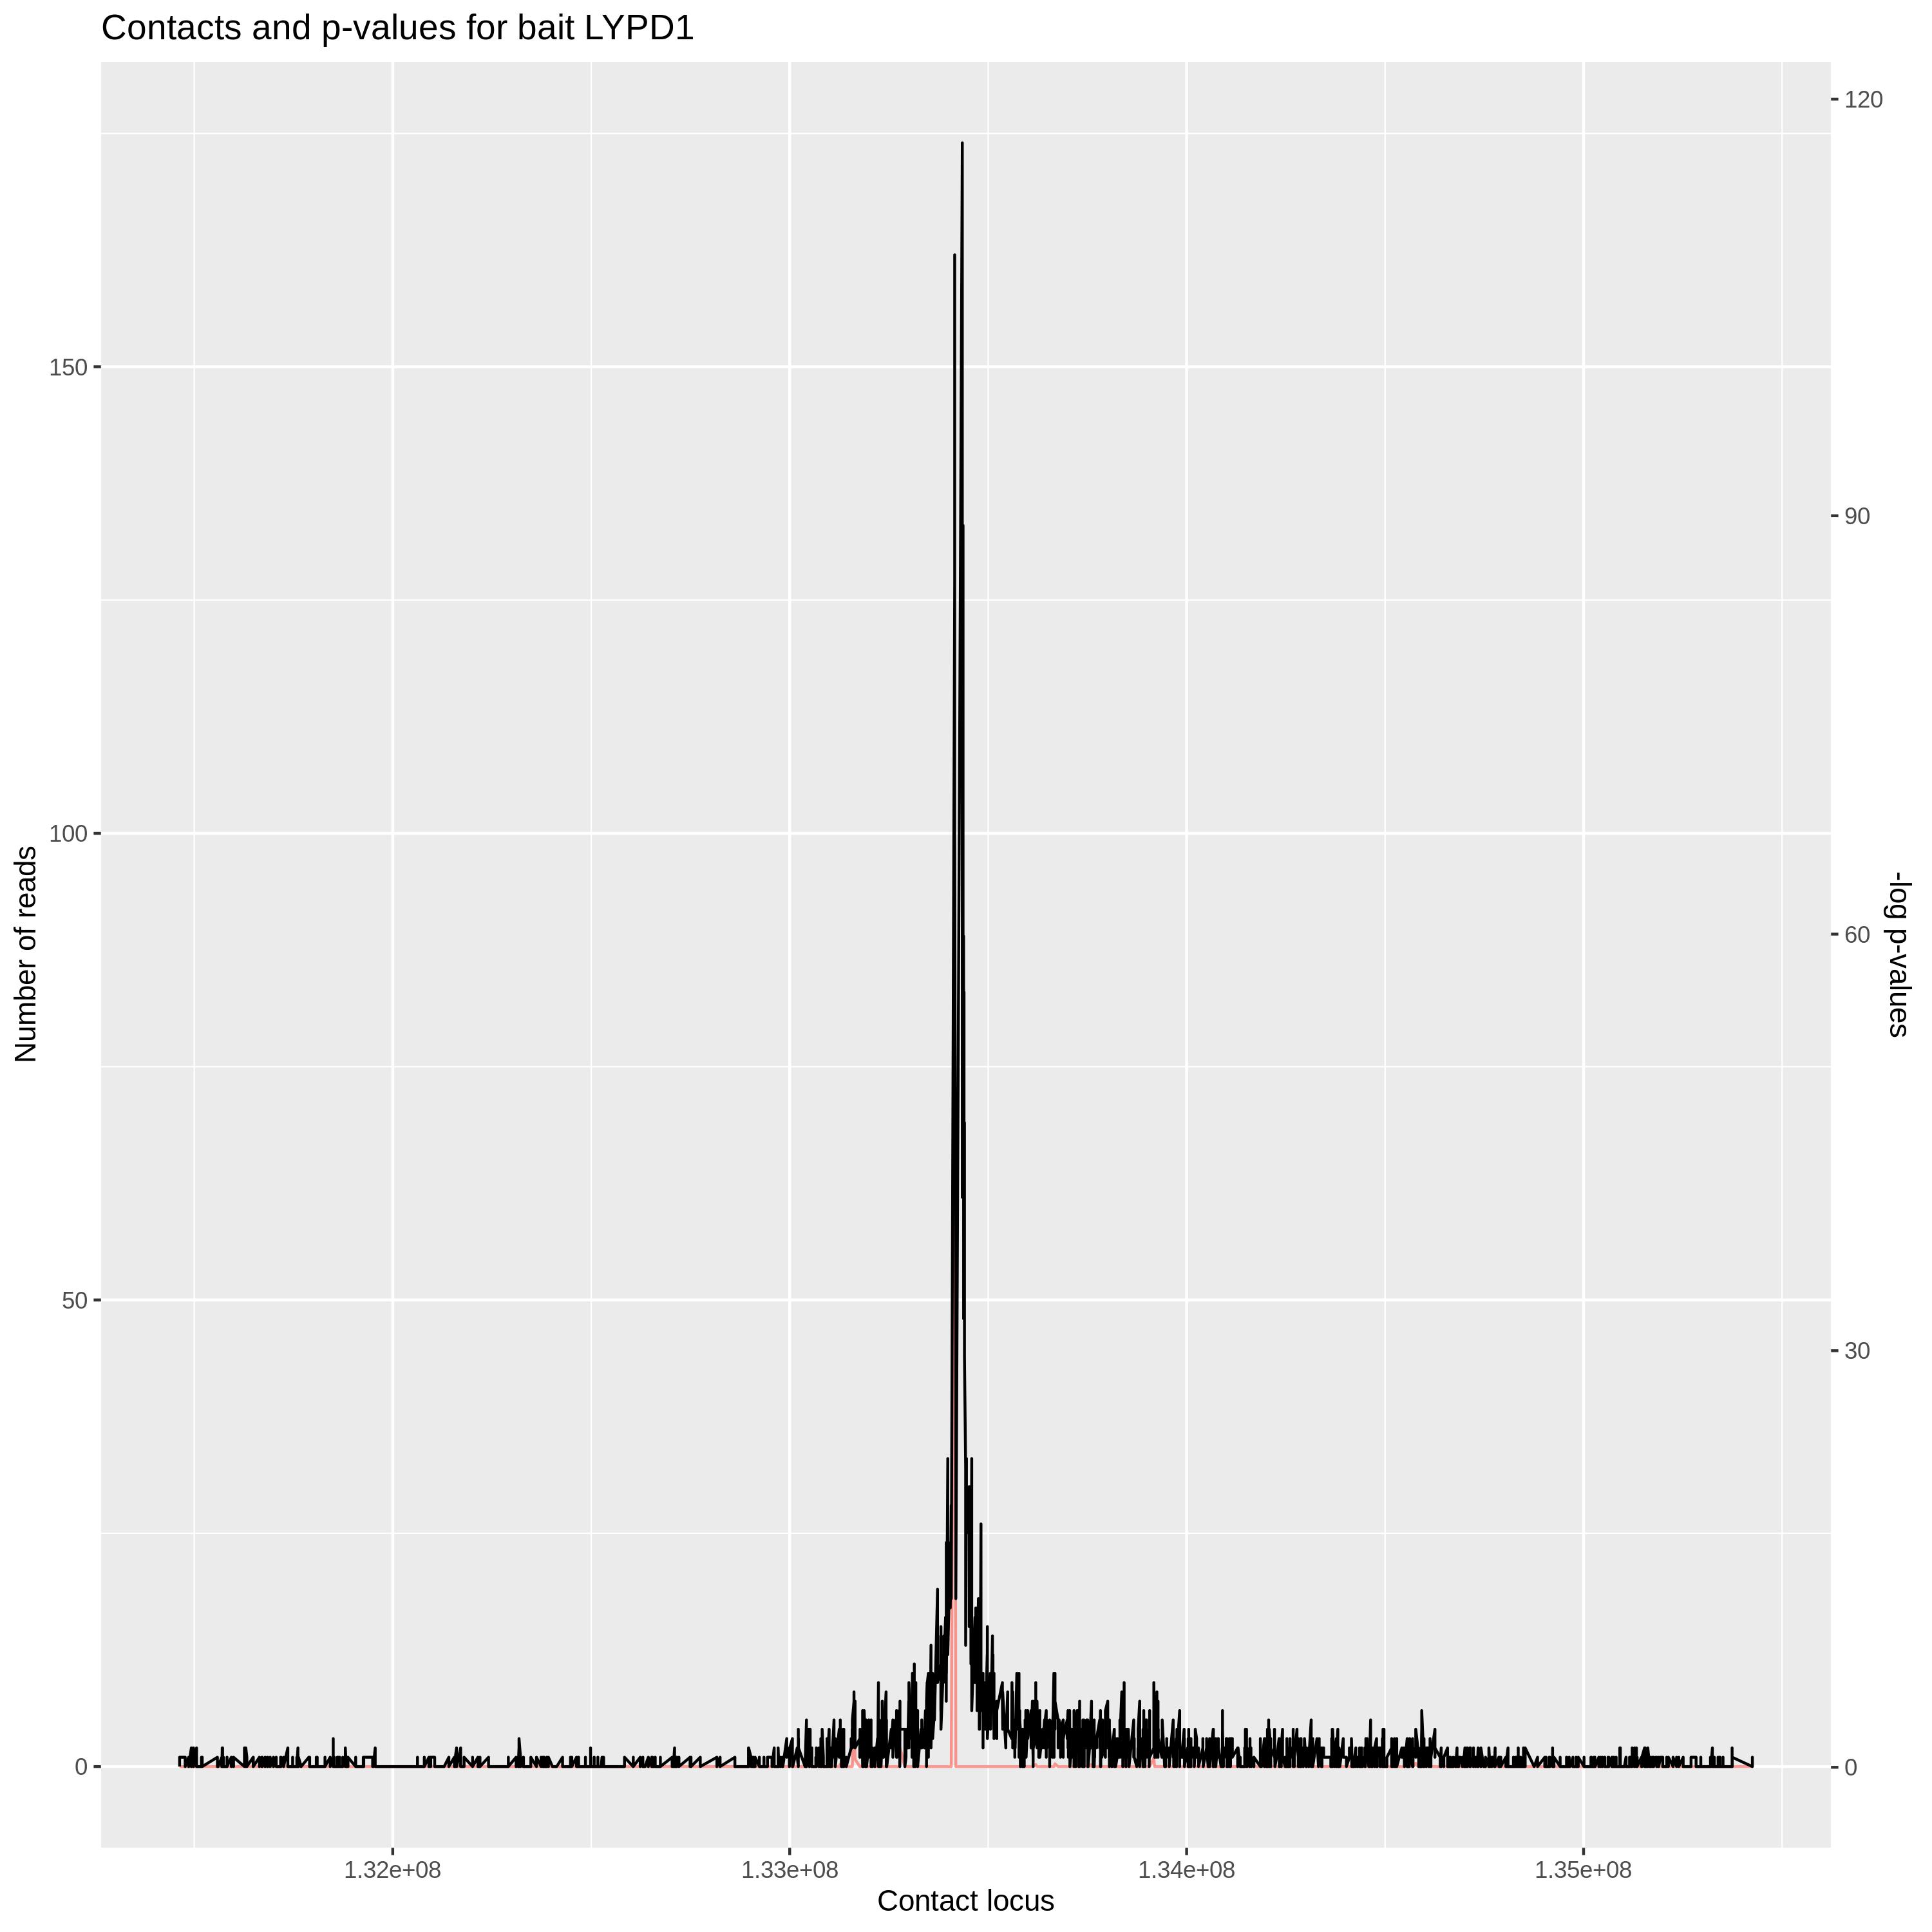 Contacts and p-values for bait LYPD1
120
150
90
100
Number of reads
-log p-values
60
50
30
0
0
1.32e+08
1.33e+08
1.34e+08
1.35e+08
Contact locus